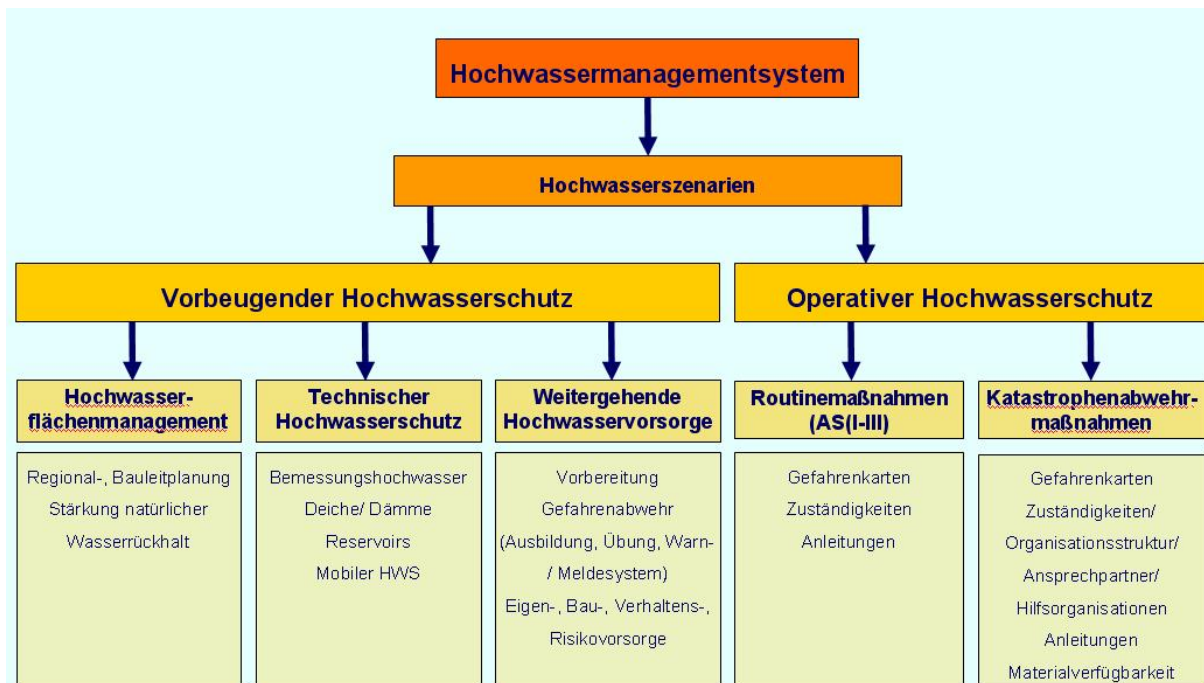 Hochwassermanagementsystem
Hochwasserszenarien
Vorbeugender Hochwasserschutz
Operativer Hochwasserschutz
Hochwasser-
flächenmanagement
Technischer
Hochwasserschutz
Weitergehende
Hochwasservorsorge
Routinemaßnahmen
(AS(I-III)
Katastrophenabwehr-
maßnahmen
Regional-, Bauleitplanung
Stärkung natürlicher
Wasserrückhalt
Bemessungshochwasser
Deiche/ Dämme
Reservoirs
Mobiler HWS
Vorbereitung
Gefahrenabwehr
(Ausbildung, Übung, Warn-
/ Meldesystem)
Eigen-, Bau-, Verhaltens-,
Risikovorsorge
Gefahrenkarten
Zuständigkeiten
Anleitungen
Gefahrenkarten
Zuständigkeiten/
Organisationsstruktur/
Ansprechpartner/
Hilfsorganisationen
Anleitungen
Materialverfügbarkeit